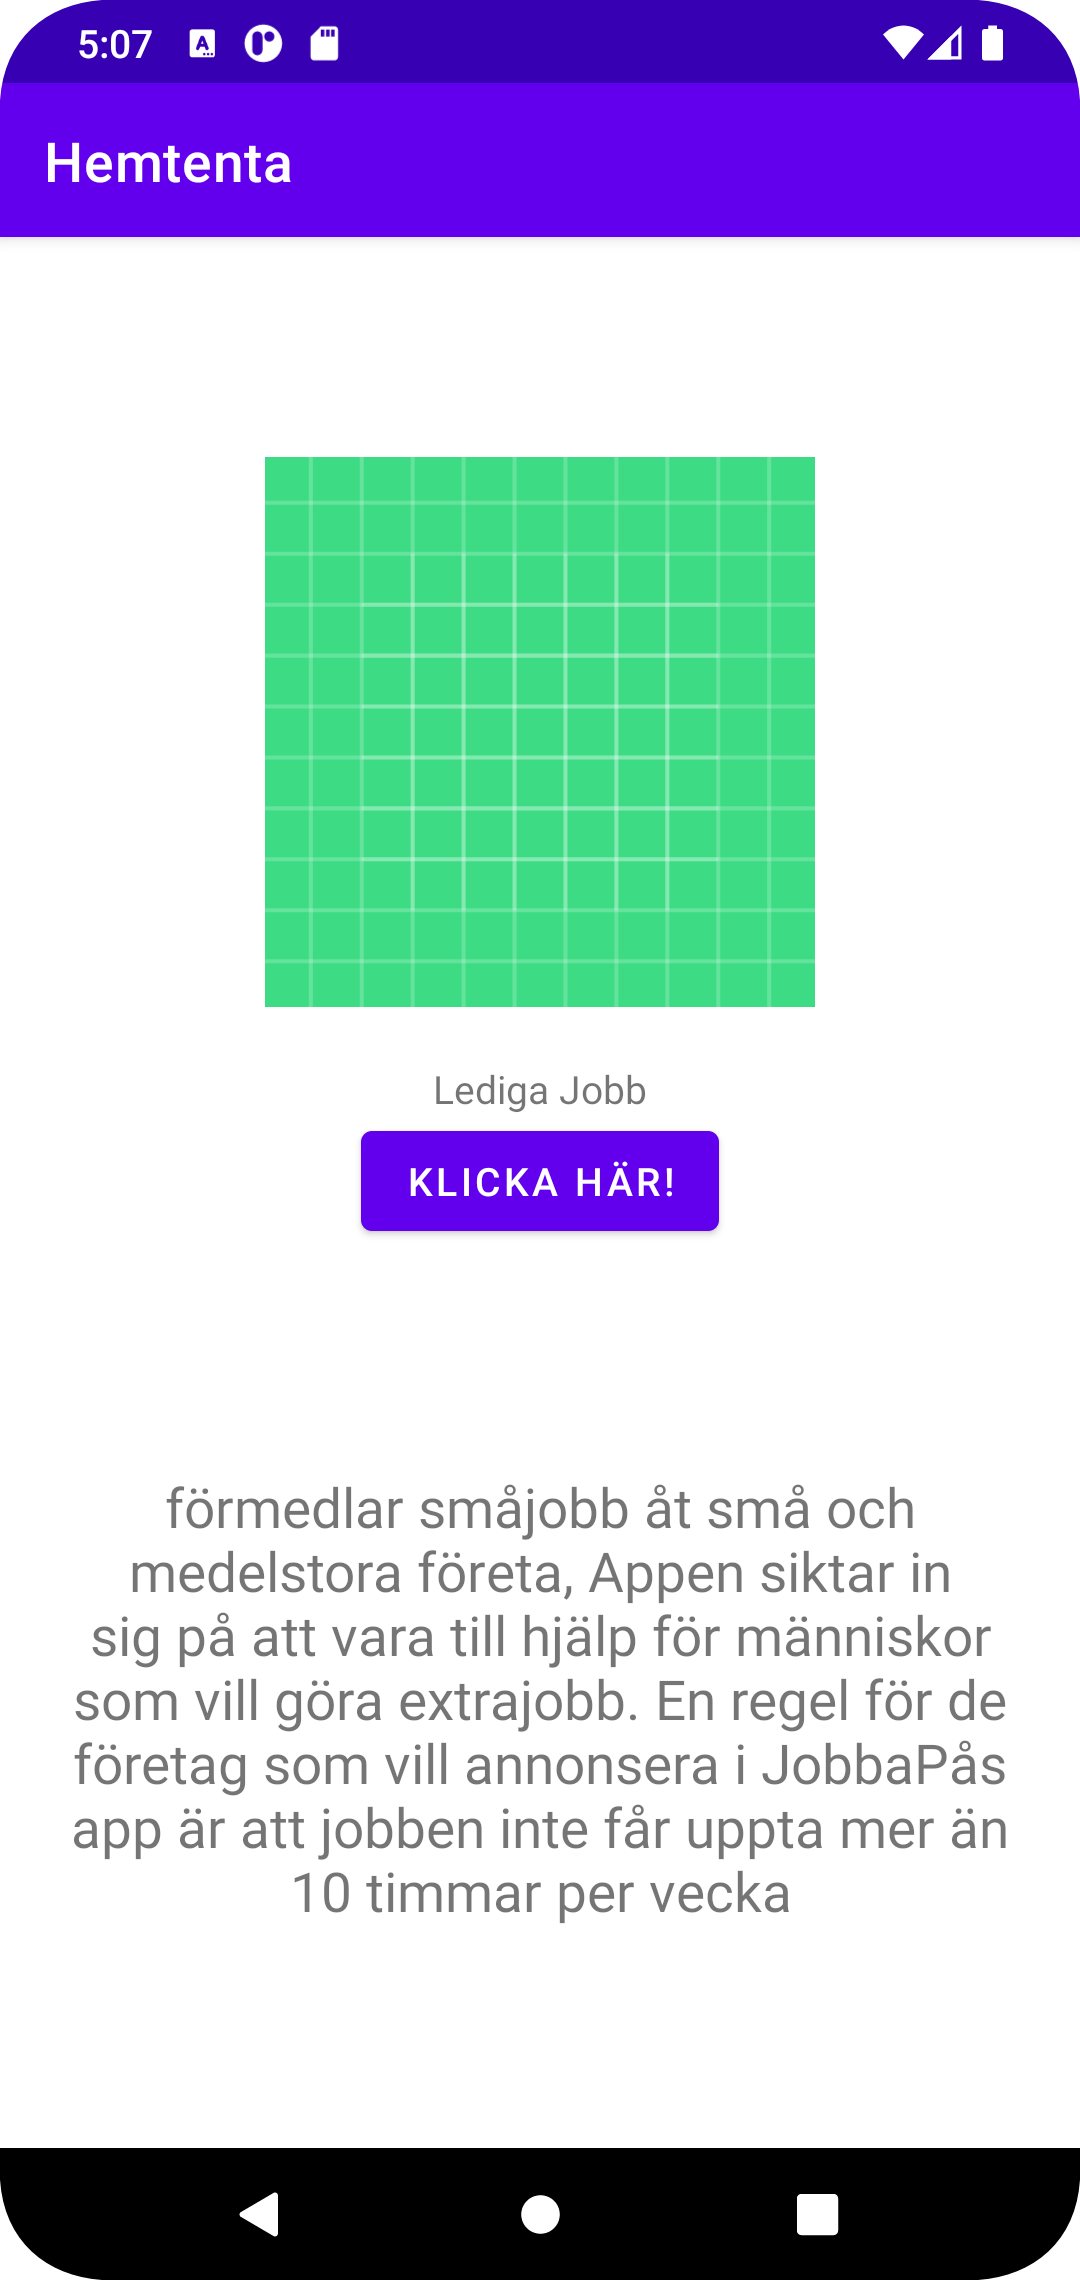 5:07
Hemtenta
Lediga Jobb
KLICKA HÄR!
förmedlar småjobb åt små och
medelstora företa, Appen siktar in
sig på att vara till hjälp för människor
som vill göra extrajobb. En regel för de
företag som vill annonsera i JobbaPås
app är att jobben inte får uppta mer än
10 timmar per vecka